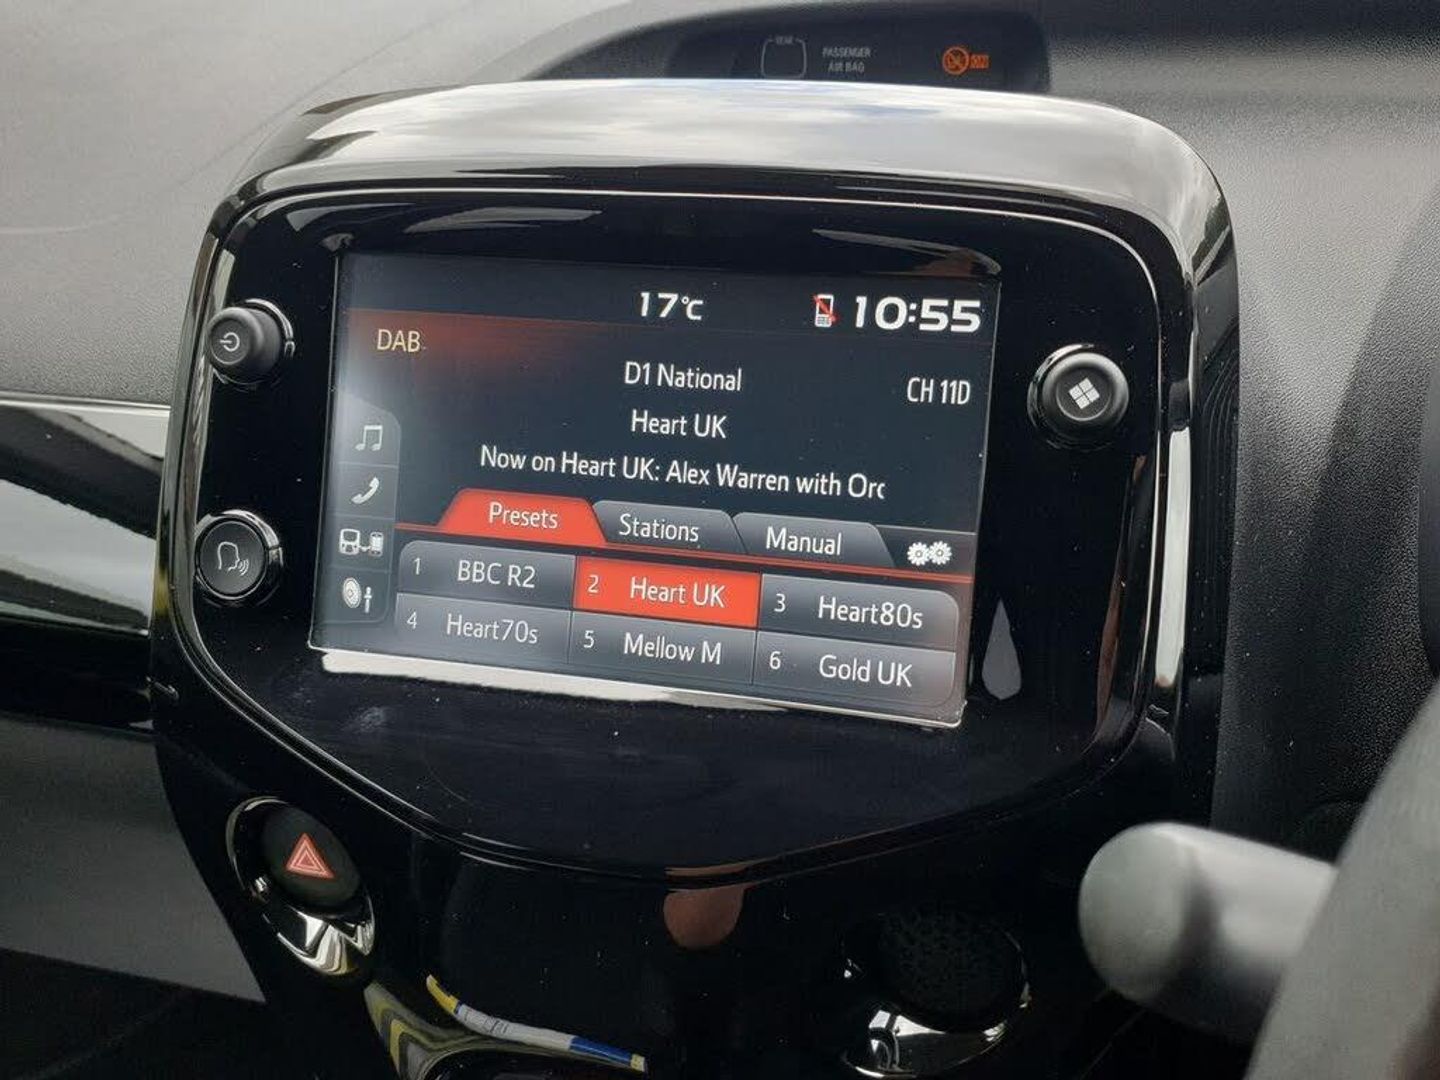 REAR
PASSENGER
AIR BAG
ON
17°C
10:55
DAB
D1 National
CH 11D
Heart UK
Now on Heart UK: Alex Warren with Orc
Presets
Stations
Manual
1 BBC R2
2 Heart UK
3 Heart80s
4 Heart70s
5 Mellow M
6 Gold UK